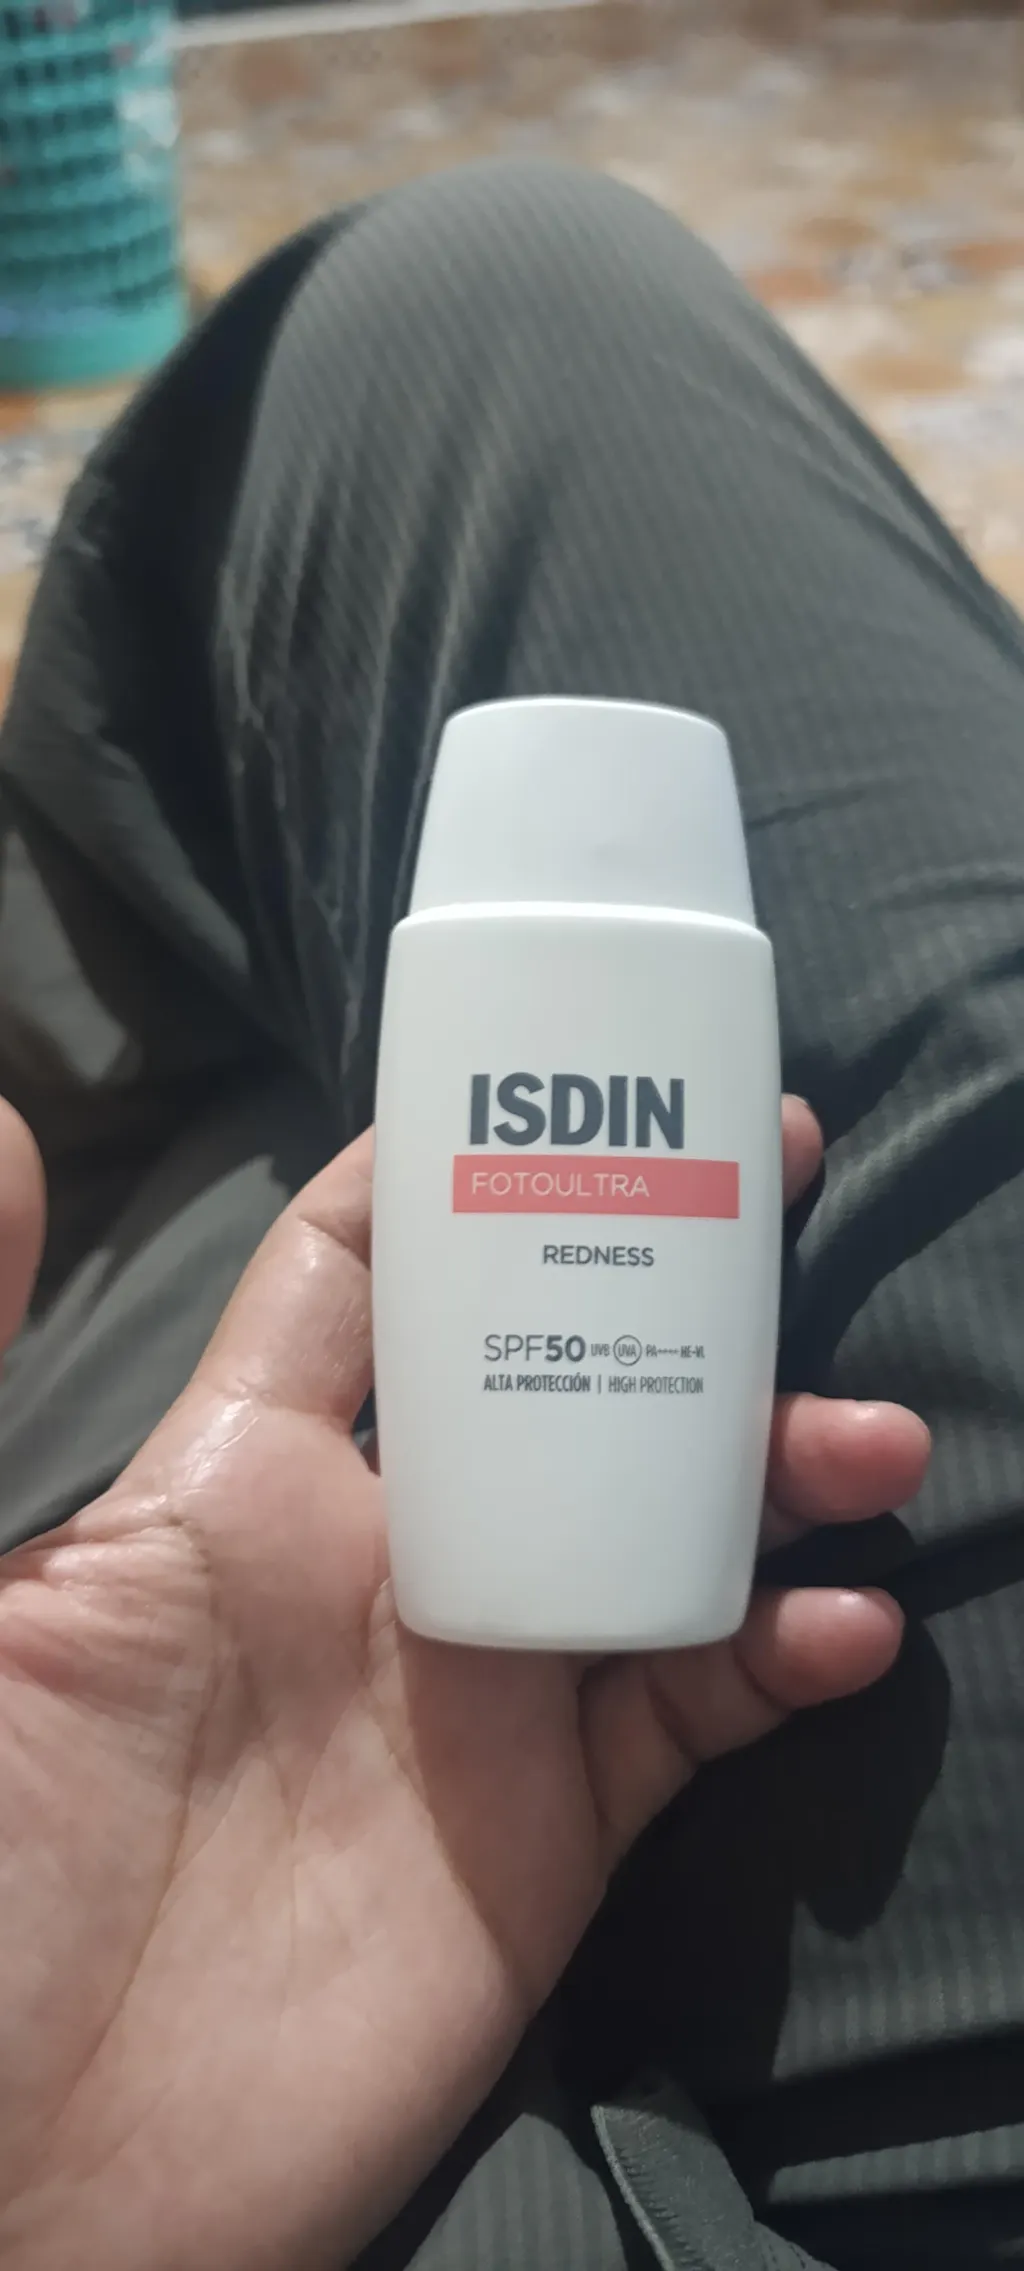 ISDIN
FOTOULTRA
REDNESS
SPF50 UVB UVA PA++++ HE-VL
ALTA PROTECCIÓN | HIGH PROTECTION